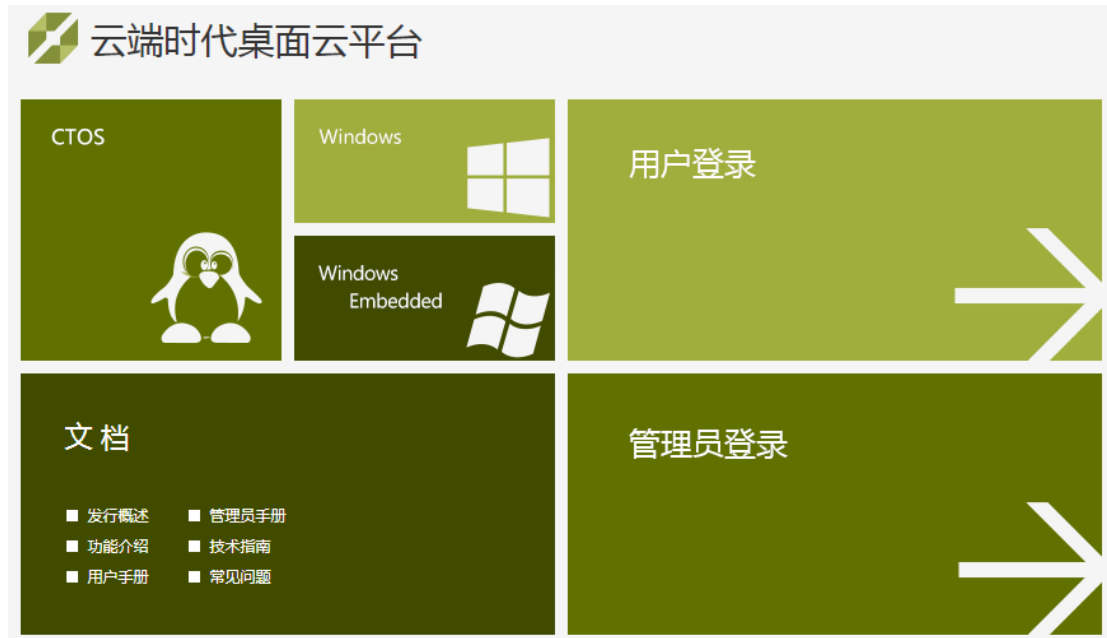 云端时代桌面云平台
CTOS
Windows
Windows
Embedded
用户登录
文档
发行概述
管理员手册
功能介绍
技术指南
用户手册
常见问题
管理员登录